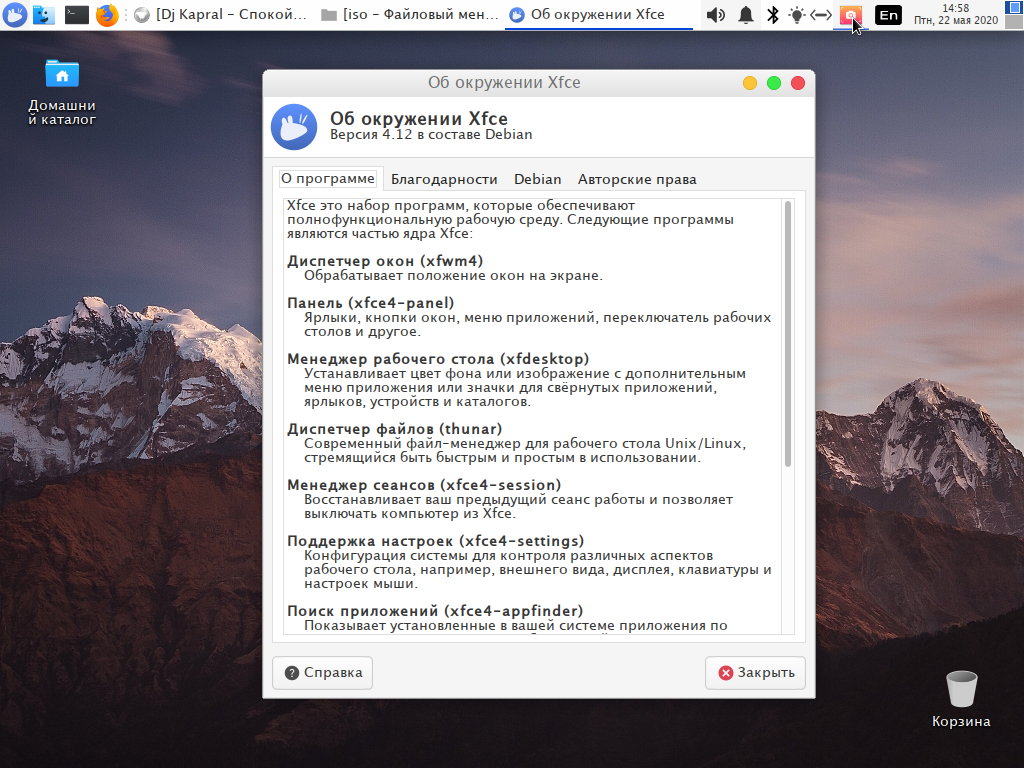 [Dj Kapral – Спокой...
[iso – Файловый мен...
Об окружении Xfce
En
14:58
Птн, 22 мая 2020
Домашни
й каталог
Об окружении Xfce
Об окружении Xfce
Версия 4.12 в составе Debian
О программе
Благодарности
Debian
Авторские права
Xfce это набор программ, которые обеспечивают
полнофункциональную рабочую среду. Следующие программы
являются частью ядра Xfce:
Диспетчер окон (xfwm4)
Обрабатывает положение окон на экране.
Панель (xfce4-panel)
Ярлыки, кнопки окон, меню приложений, переключатель рабочих
столов и другое.
Менеджер рабочего стола (xfdesktop)
Устанавливает цвет фона или изображение с дополнительным
меню приложения или значки для свёрнутых приложений,
ярлыков, устройств и каталогов.
Диспетчер файлов (thunar)
Современный файл-менеджер для рабочего стола Unix/Linux,
стремящийся быть быстрым и простым в использовании.
Менеджер сеансов (xfce4-session)
Восстанавливает ваш предыдущий сеанс работы и позволяет
выключать компьютер из Xfce.
Поддержка настроек (xfce4-settings)
Конфигурация системы для контроля различных аспектов
рабочего стола, например, внешнего вида, дисплея, клавиатуры и
настроек мыши.
Поиск приложений (xfce4-appfinder)
Показывает установленные в вашей системе приложения по
Справка
Закрыть
Корзина